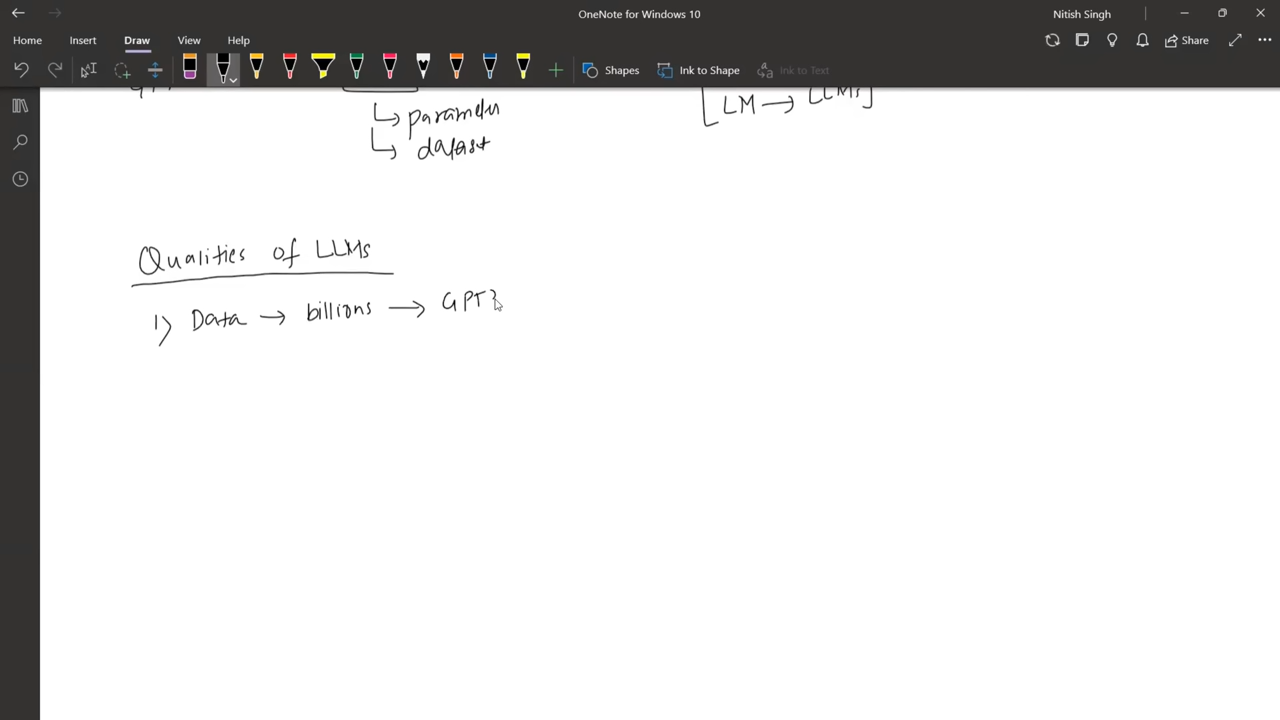 OneNote for Windows 10
Nitish Singh
Home Insert Draw View Help
Share
Shapes
Ink to Shape
Ink to Text
LM → LLMs]
↳ parameter
↳ dataset
Qualities of LLMs
1) Data → billions → GPT3